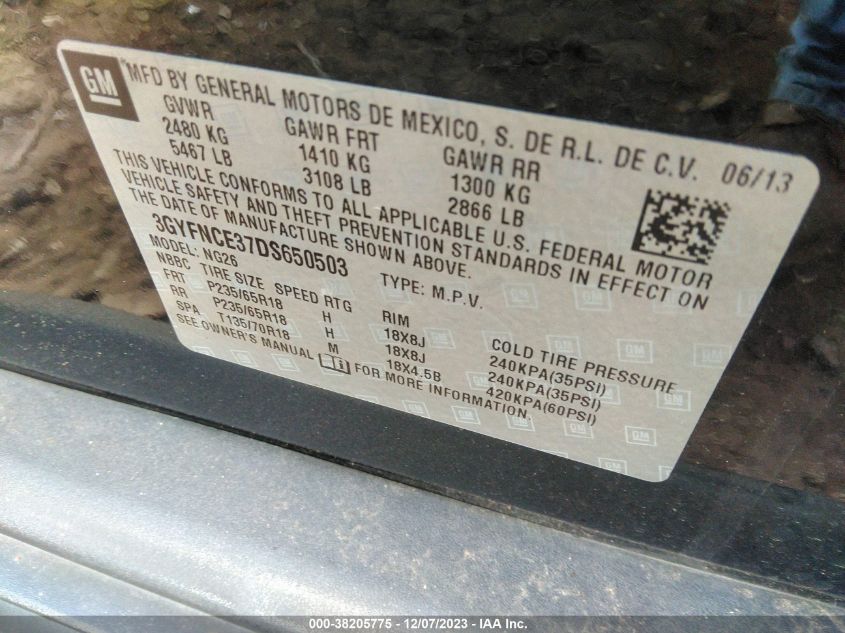 GM MFD BY GENERAL MOTORS DE MEXICO, S. DE R.L. DE C.V. 06/13
GVWR GAWR FRT GAWR RR
2480 KG 1410 KG 1300 KG
5467 LB 3108 LB 2866 LB
THIS VEHICLE CONFORMS TO ALL APPLICABLE U.S. FEDERAL MOTOR
VEHICLE SAFETY AND THEFT PREVENTION STANDARDS IN EFFECT ON
THE DATE OF MANUFACTURE SHOWN ABOVE.
3GYFNCE37DS650503 TYPE: M.P.V.
MODEL: NG26
NBBC TIRE SIZE SPEED RTG RIM COLD TIRE PRESSURE
FRT P235/65R18 H 18X8J 240KPA(35PSI)
RR P235/65R18 H 18X8J 240KPA(35PSI)
SPA T135/70R18 M 18X4.5B 420KPA(60PSI)
SEE OWNER'S MANUAL FOR MORE INFORMATION.
000-38205775 - 12/07/2023 - IAA Inc.